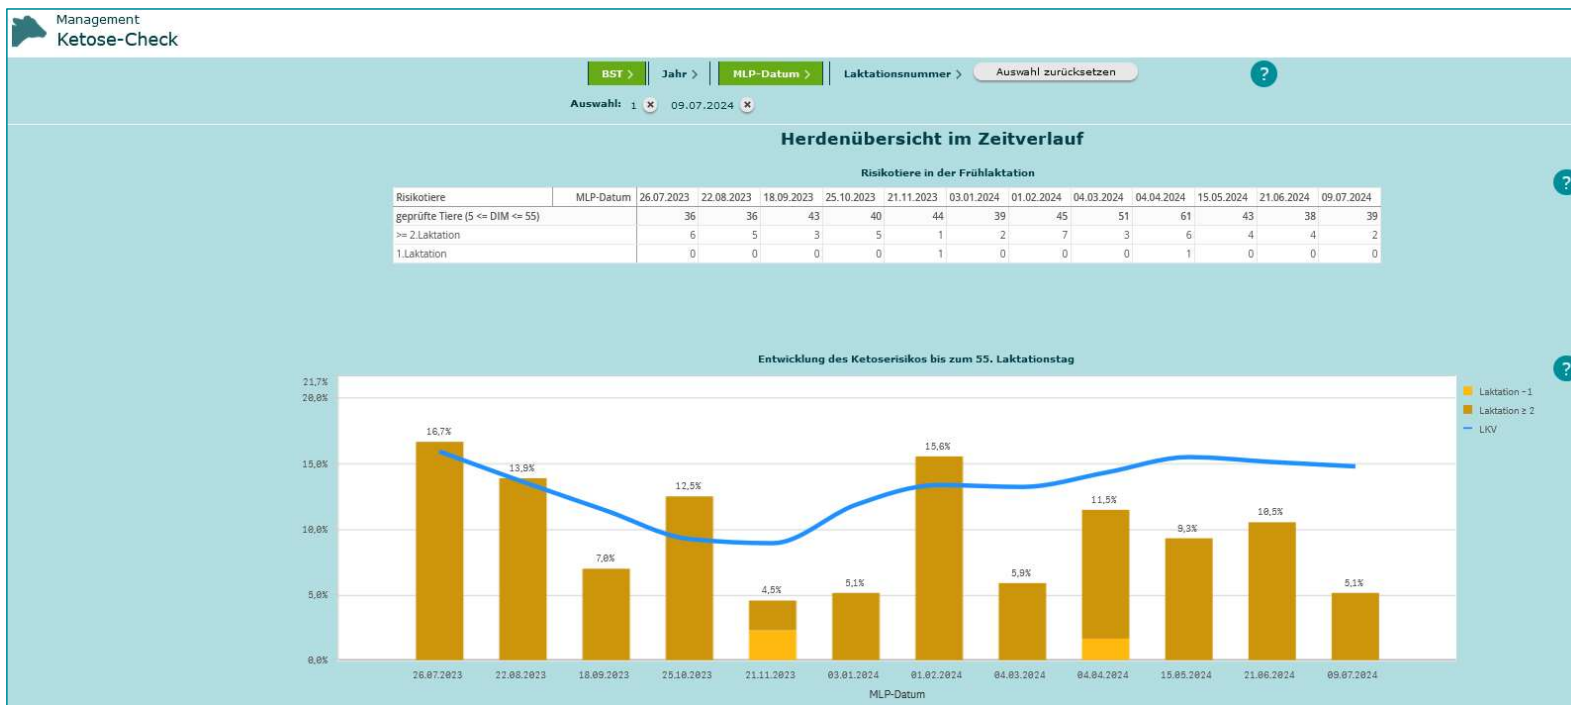 Management
Ketose-Check
BST > Jahr > MLP-Datum > Laktationsnummer > Auswahl zurücksetzen ?
Auswahl: 1 × 09.07.2024 ×
Herdenübersicht im Zeitverlauf
Risikotiere in der Frühlaktation
?
Risikotiere MLP-Datum 26.07.2023 22.08.2023 18.09.2023 25.10.2023 21.11.2023 03.01.2024 01.02.2024 04.03.2024 04.04.2024 15.05.2024 21.06.2024 09.07.2024
geprüfte Tiere (5 <= DIM <= 55) 36 36 43 40 44 39 45 51 61 43 38 39
>= 2.Laktation 6 5 3 5 1 2 7 3 6 4 4 2
1.Laktation 0 0 0 0 1 0 0 0 1 0 0 0
Entwicklung des Ketoserisikos bis zum 55. Laktationstag
?
21,7%
20,0%
15,0%
10,0%
5,0%
0,0%
16,7% 13,9% 7,0% 12,5% 4,5% 5,1% 15,6% 5,9% 11,5% 9,3% 10,5% 5,1%
26.07.2023 22.08.2023 18.09.2023 25.10.2023 21.11.2023 03.01.2024 01.02.2024 04.03.2024 04.04.2024 15.05.2024 21.06.2024 09.07.2024
MLP-Datum
Laktation -1
Laktation ≥ 2
LKV